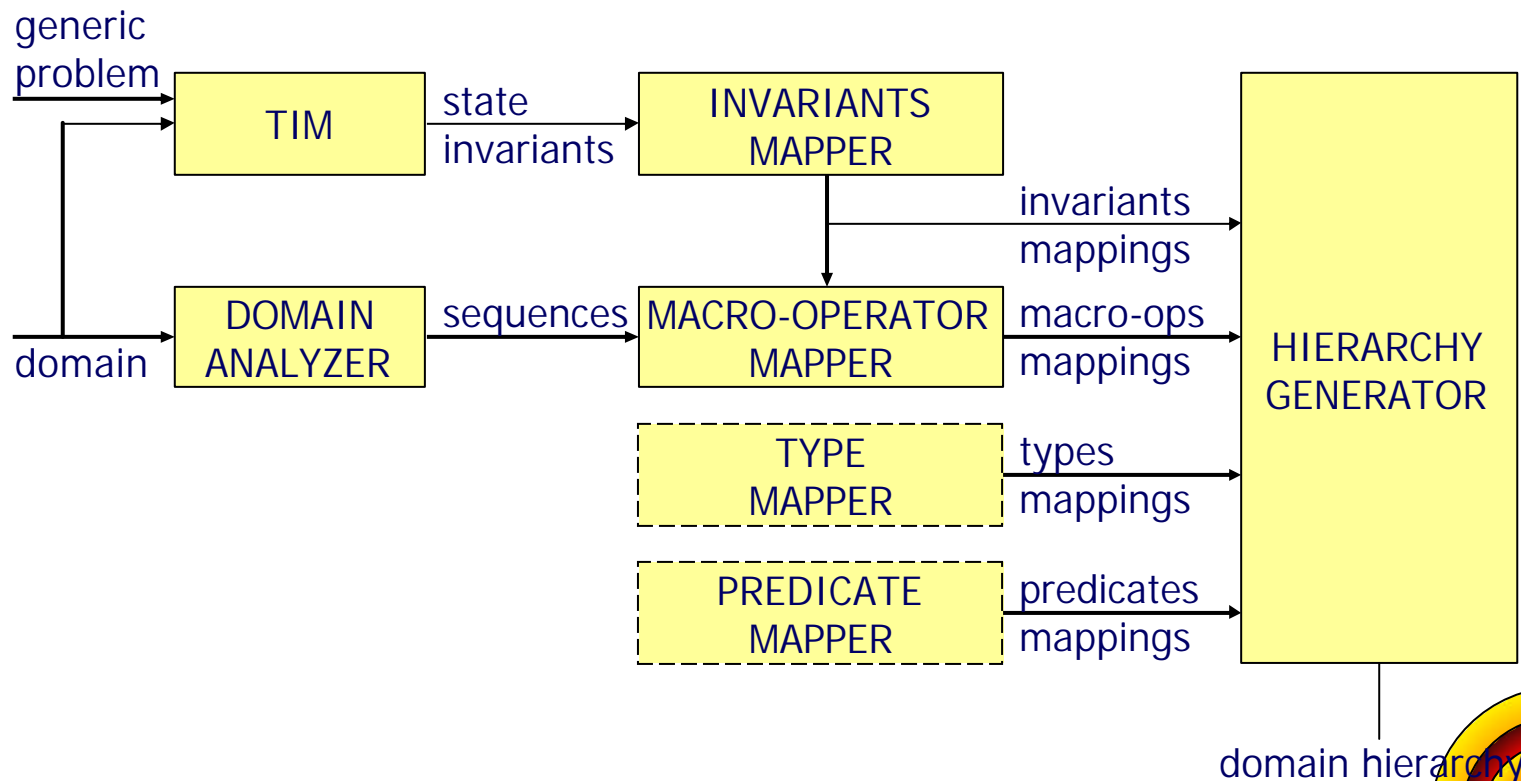 generic
problem
TIM
state
invariants
INVARIANTS
MAPPER
invariants
mappings
domain
DOMAIN
ANALYZER
sequences
MACRO-OPERATOR
MAPPER
macro-ops
mappings
HIERARCHY
GENERATOR
TYPE
MAPPER
types
mappings
PREDICATE
MAPPER
predicates
mappings
domain hierarchy